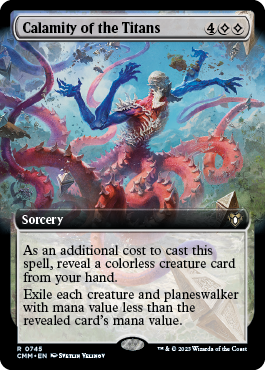 Calamity of the Titans 4
Sorcery
As an additional cost to cast this
spell, reveal a colorless creature card
from your hand.
Exile each creature and planeswalker
with mana value less than the
revealed card's mana value.
R 0745
CMM • EN Svetlin Velinov
™ & © 2023 Wizards of the Coast